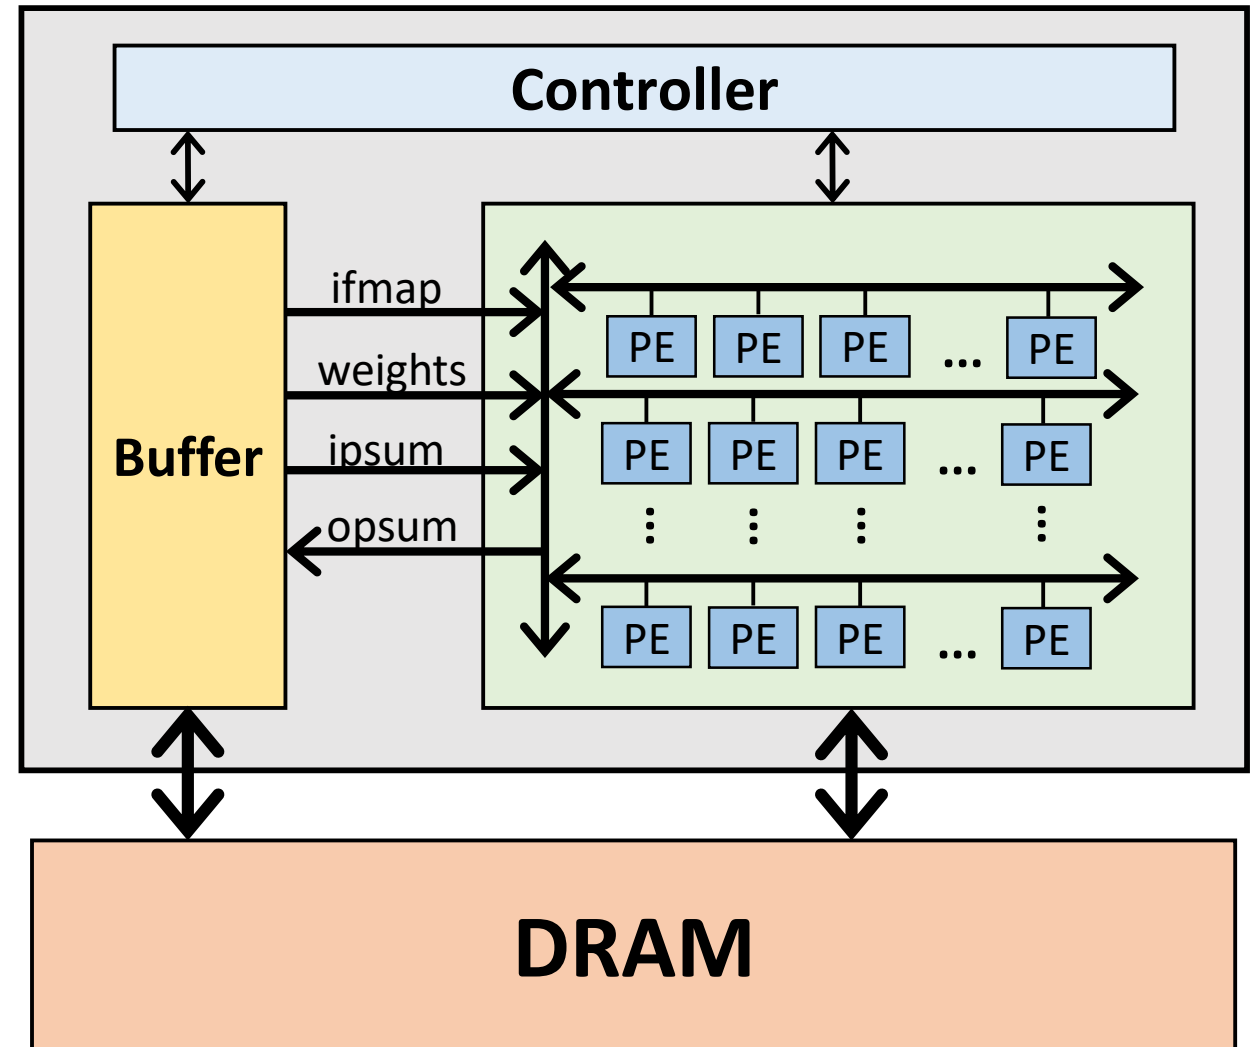 Controller
Buffer
ifmap
weights
ipsum
opsum
PE PE PE ... PE
PE PE PE ... PE
PE PE PE ... PE
DRAM